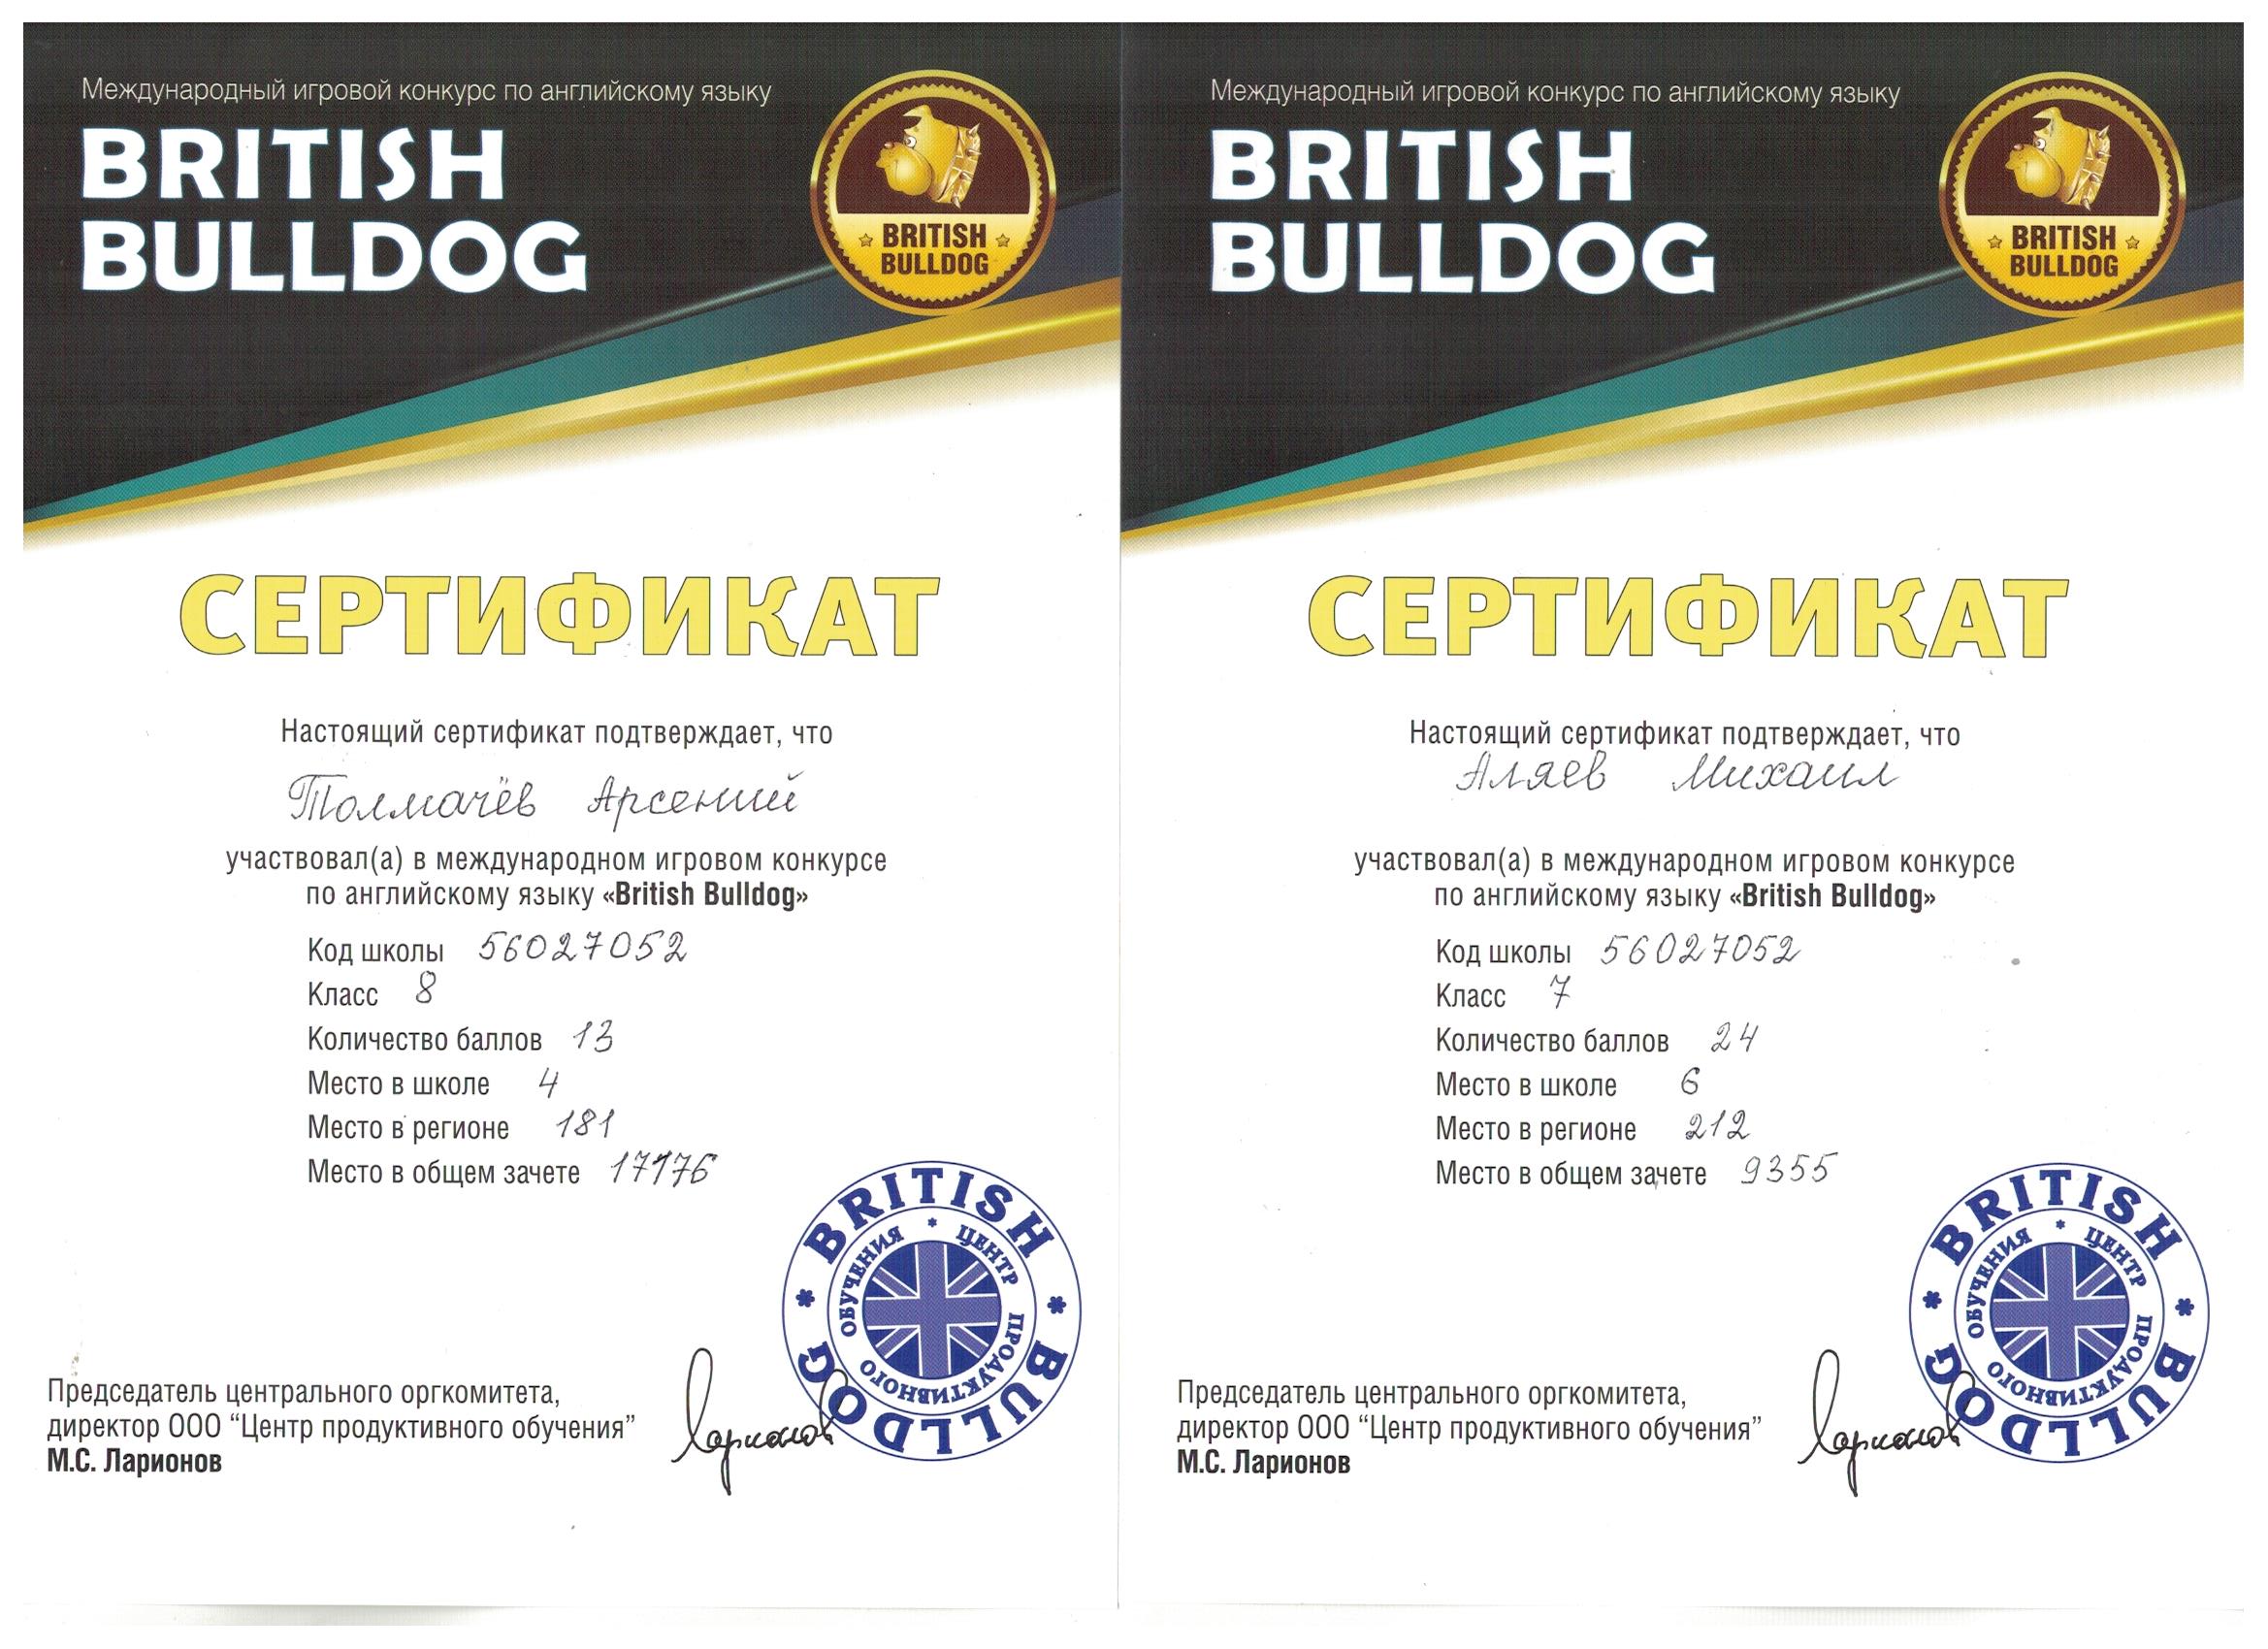 Международный игровой конкурс по английскому языку
BRITISH
BULLDOG
BRITISH
BULLDOG
СЕРТИФИКАТ
Настоящий сертификат подтверждает, что
Толмачёв Арсений
участвовал(а) в международном игровом конкурсе
по английскому языку «British Bulldog»
Код школы 56027052
Класс 8
Количество баллов 13
Место в школе 4
Место в регионе 181
Место в общем зачете 17776
BRITISH BULLDOG
ЦЕНТР ПРОДУКТИВНОГО ОБУЧЕНИЯ
Председатель центрального оргкомитета,
директор ООО “Центр продуктивного обучения”
М.С. Ларионов
Ларионов
Международный игровой конкурс по английскому языку
BRITISH
BULLDOG
BRITISH
BULLDOG
СЕРТИФИКАТ
Настоящий сертификат подтверждает, что
Аляев Михаил
участвовал(а) в международном игровом конкурсе
по английскому языку «British Bulldog»
Код школы 56027052
Класс 7
Количество баллов 24
Место в школе 6
Место в регионе 212
Место в общем зачете 9355
BRITISH BULLDOG
ЦЕНТР ПРОДУКТИВНОГО ОБУЧЕНИЯ
Председатель центрального оргкомитета,
директор ООО “Центр продуктивного обучения”
М.С. Ларионов
Ларионов